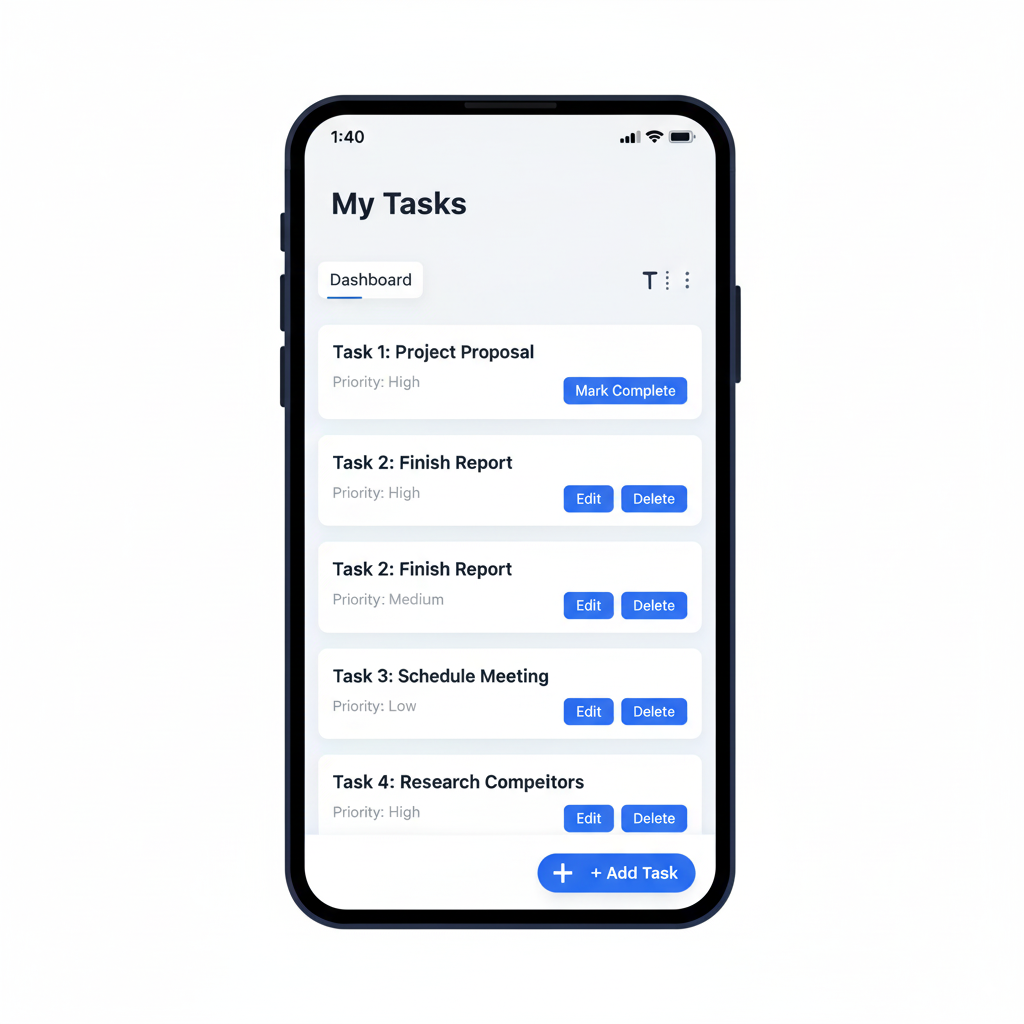 1:40
My Tasks
Dashboard
T
Task 1: Project Proposal
Priority: High
Mark Complete
Task 2: Finish Report
Priority: High
Edit Delete
Task 2: Finish Report
Priority: Medium
Edit Delete
Task 3: Schedule Meeting
Priority: Low
Edit Delete
Task 4: Research Compeitors
Priority: High
Edit Delete
+ Add Task